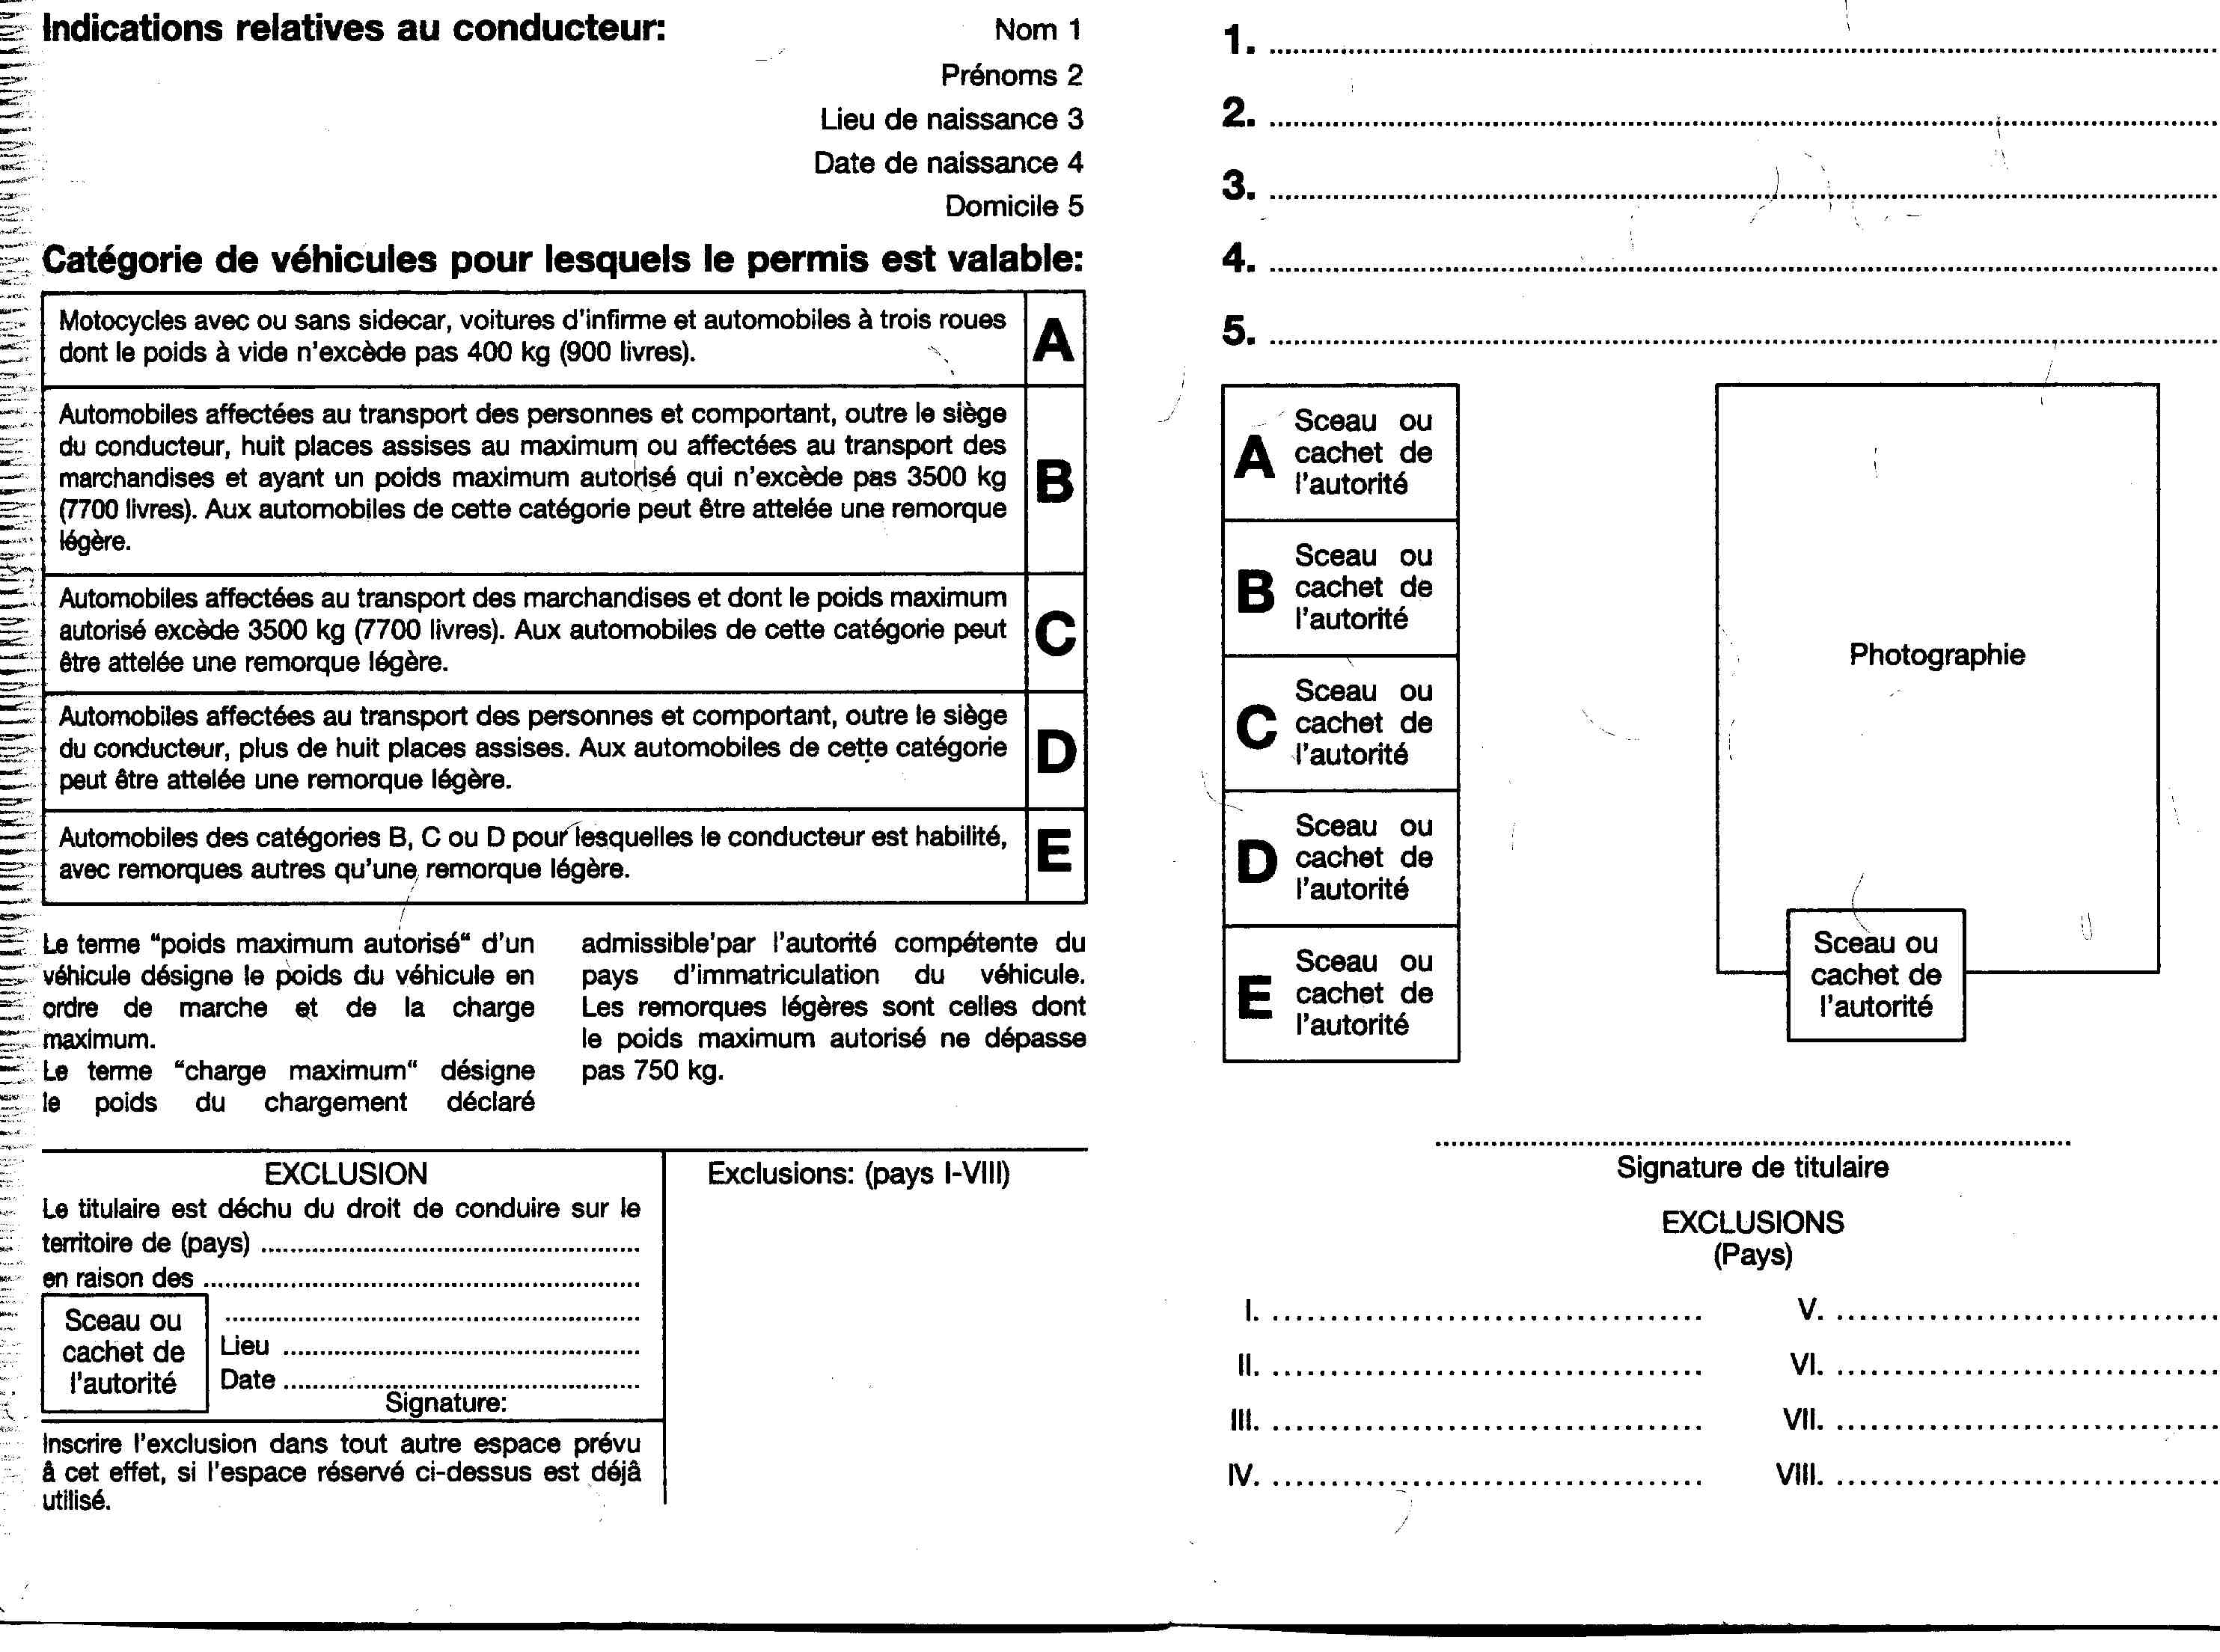 Indications relatives au conducteur:
Nom 1
Prénoms 2
Lieu de naissance 3
Date de naissance 4
Domicile 5
Catégorie de véhicules pour lesquels le permis est valable:
Motocycles avec ou sans sidecar, voitures d'infirme et automobiles à trois roues
dont le poids à vide n'excède pas 400 kg (900 livres).
A
Automobiles affectées au transport des personnes et comportant, outre le siège
du conducteur, huit places assises au maximum ou affectées au transport des
marchandises et ayant un poids maximum autorisé qui n'excède pas 3500 kg
(7700 livres). Aux automobiles de cette catégorie peut être attelée une remorque
légère.
B
Automobiles affectées au transport des marchandises et dont le poids maximum
autorisé excède 3500 kg (7700 livres). Aux automobiles de cette catégorie peut
être attelée une remorque légère.
C
Automobiles affectées au transport des personnes et comportant, outre le siège
du conducteur, plus de huit places assises. Aux automobiles de cette catégorie
peut être attelée une remorque légère.
D
Automobiles des catégories B, C ou D pour lesquelles le conducteur est habilité,
avec remorques autres qu'une remorque légère.
E
Le terme “poids maximum autorisé“ d'un
véhicule désigne le poids du véhicule en
ordre de marche et de la charge
maximum.
Le terme “charge maximum“ désigne
le poids du chargement déclaré
admissible par l'autorité compétente du
pays d'immatriculation du véhicule.
Les remorques légères sont celles dont
le poids maximum autorisé ne dépasse
pas 750 kg.
EXCLUSION
Le titulaire est déchu du droit de conduire sur le
territoire de (pays)
en raison des
Sceau ou
cachet de
l'autorité
Lieu
Date
Signature:
Inscrire l'exclusion dans tout autre espace prévu
â cet effet, si l'espace réservé ci-dessus est déjâ
utilisé.
Exclusions: (pays I-VIII)
1.
2.
3.
4.
5.
A
Sceau ou
cachet de
l'autorité
B
Sceau ou
cachet de
l'autorité
C
Sceau ou
cachet de
l'autorité
D
Sceau ou
cachet de
l'autorité
E
Sceau ou
cachet de
l'autorité
Photographie
Sceau ou
cachet de
l'autorité
Signature de titulaire
EXCLUSIONS
(Pays)
I.
II.
III.
IV.
V.
VI.
VII.
VIII.